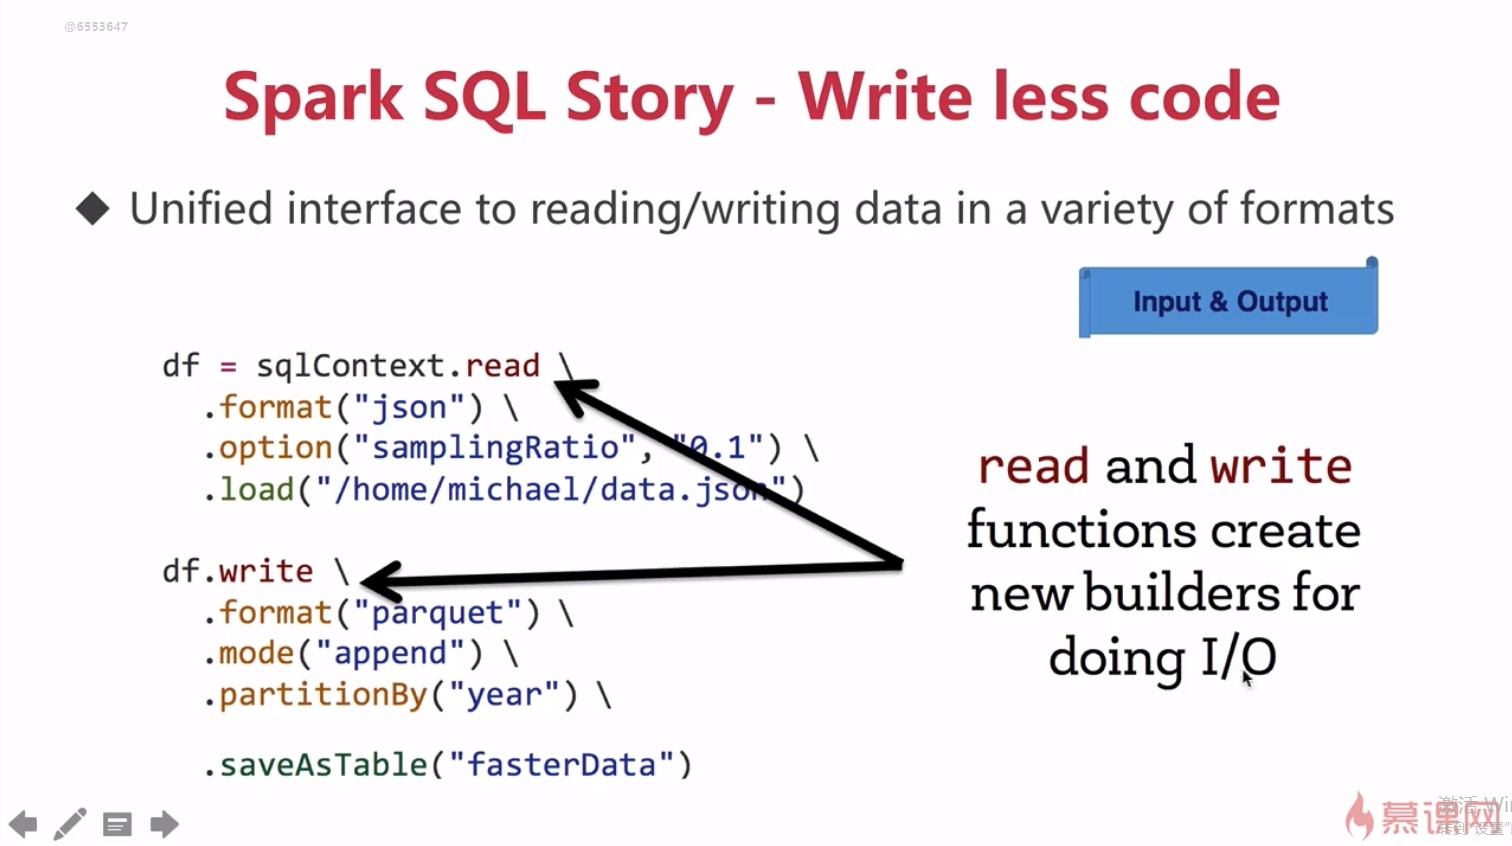 @6553647
Spark SQL Story - Write less code
◆ Unified interface to reading/writing data in a variety of formats
Input & Output
df = sqlContext.read \
.format("json") \
.option("samplingRatio", "0.1") \
.load("/home/michael/data.json")
df.write \
.format("parquet") \
.mode("append") \
.partitionBy("year") \
.saveAsTable("fasterData")
read and write
functions create
new builders for
doing I/O
慕课网
激活 Wi
转到"设置"